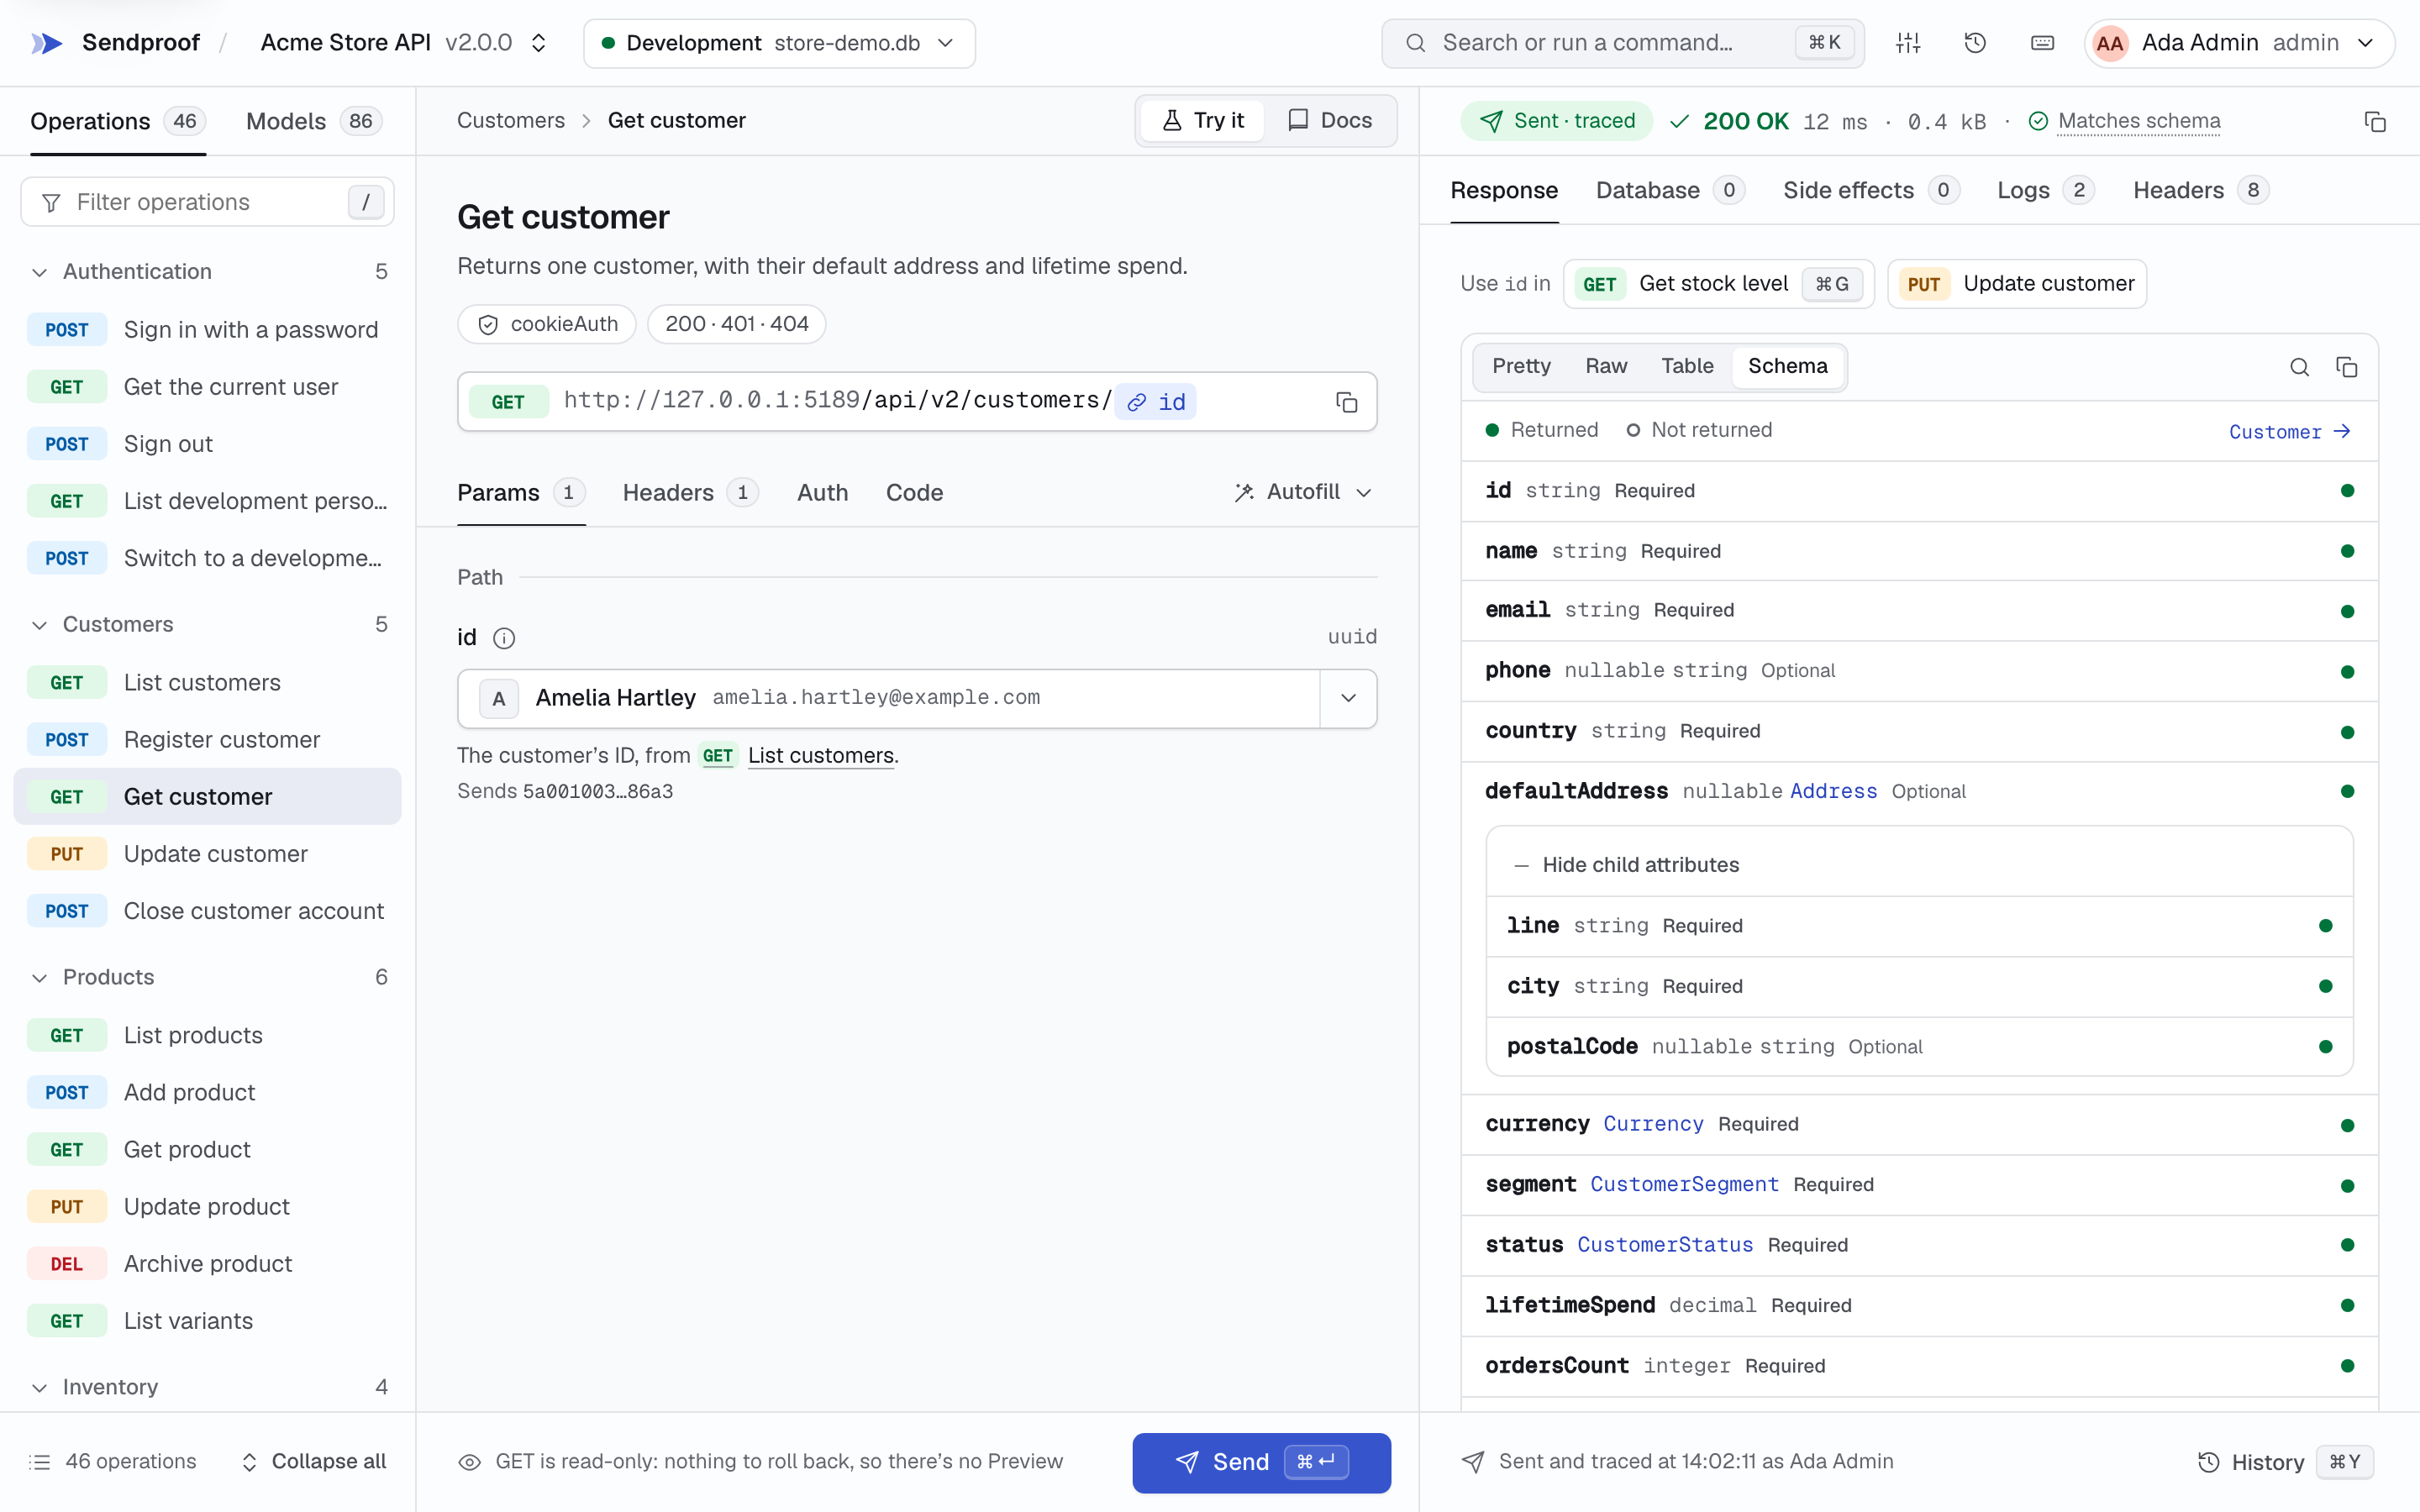 Sendproof / Acme Store API v2.0.0
Development store-demo.db
Search or run a command... ⌘K
AA Ada Admin admin
Operations 46 Models 86
Filter operations /
Authentication 5
POST Sign in with a password
GET Get the current user
POST Sign out
GET List development perso...
POST Switch to a developme...
Customers 5
GET List customers
POST Register customer
GET Get customer
PUT Update customer
POST Close customer account
Products 6
GET List products
POST Add product
GET Get product
PUT Update product
DEL Archive product
GET List variants
Inventory 4
46 operations Collapse all
Customers > Get customer
Try it Docs
Get customer
Returns one customer, with their default address and lifetime spend.
cookieAuth 200 · 401 · 404
GET http://127.0.0.1:5189/api/v2/customers/ id
Params 1 Headers 1 Auth Code Autofill
Path
id uuid
A Amelia Hartley amelia.hartley@example.com
The customer’s ID, from GET List customers.
Sends 5a001003…86a3
GET is read-only: nothing to roll back, so there’s no Preview
Send ⌘↵
Sent · traced 200 OK 12 ms · 0.4 kB · Matches schema
Response Database 0 Side effects 0 Logs 2 Headers 8
Use id in GET Get stock level ⌘G PUT Update customer
Pretty Raw Table Schema
Returned Not returned Customer →
id string Required
name string Required
email string Required
phone nullable string Optional
country string Required
defaultAddress nullable Address Optional
– Hide child attributes
line string Required
city string Required
postalCode nullable string Optional
currency Currency Required
segment CustomerSegment Required
status CustomerStatus Required
lifetimeSpend decimal Required
ordersCount integer Required
Sent and traced at 14:02:11 as Ada Admin
History ⌘Y